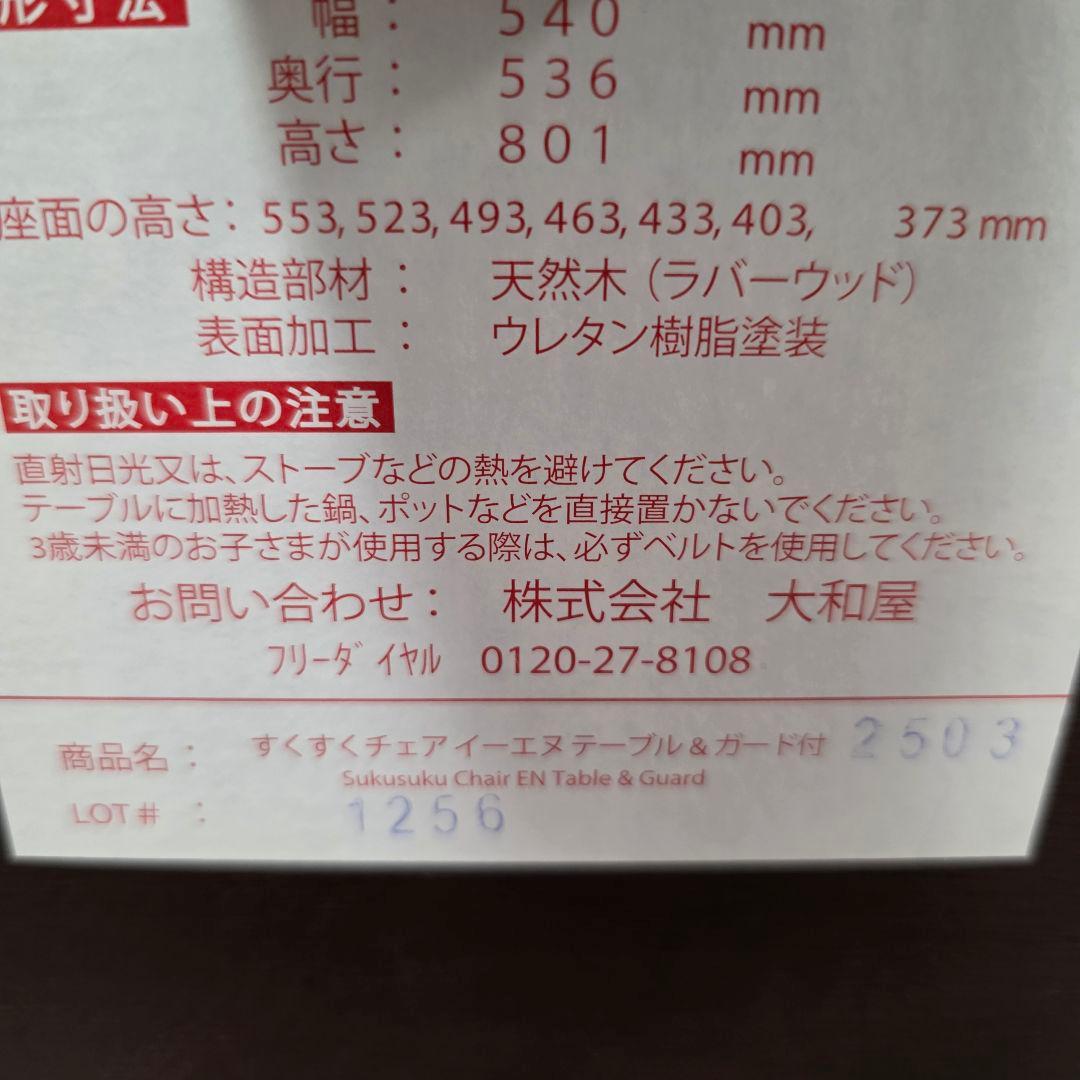 形寸法
幅： 540 mm
奥行： 536 mm
高さ： 801 mm
座面の高さ： 553, 523, 493, 463, 433, 403, 373 mm
構造部材： 天然木（ラバーウッド）
表面加工： ウレタン樹脂塗装
取り扱い上の注意
直射日光又は、ストーブなどの熱を避けてください。
テーブルに加熱した鍋、ポットなどを直接置かないでください。
3歳未満のお子さまが使用する際は、必ずベルトを使用してください。
お問い合わせ： 株式会社 大和屋
ﾌﾘｰﾀﾞｲﾔﾙ 0120-27-8108
商品名： すくすくチェア イーエヌ テーブル & ガード付 2503
Sukusuku Chair EN Table & Guard
LOT #： 1256